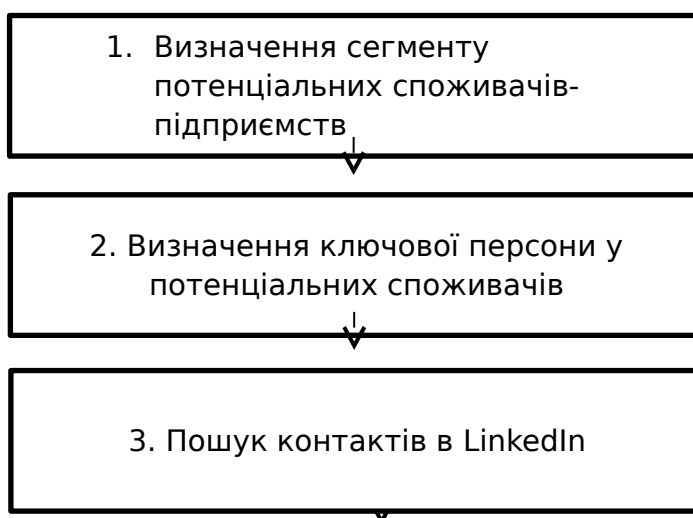 1. Визначення сегменту
потенціальних споживачів-
підприємств
2. Визначення ключової персони у
потенціальних споживачів
3. Пошук контактів в LinkedIn